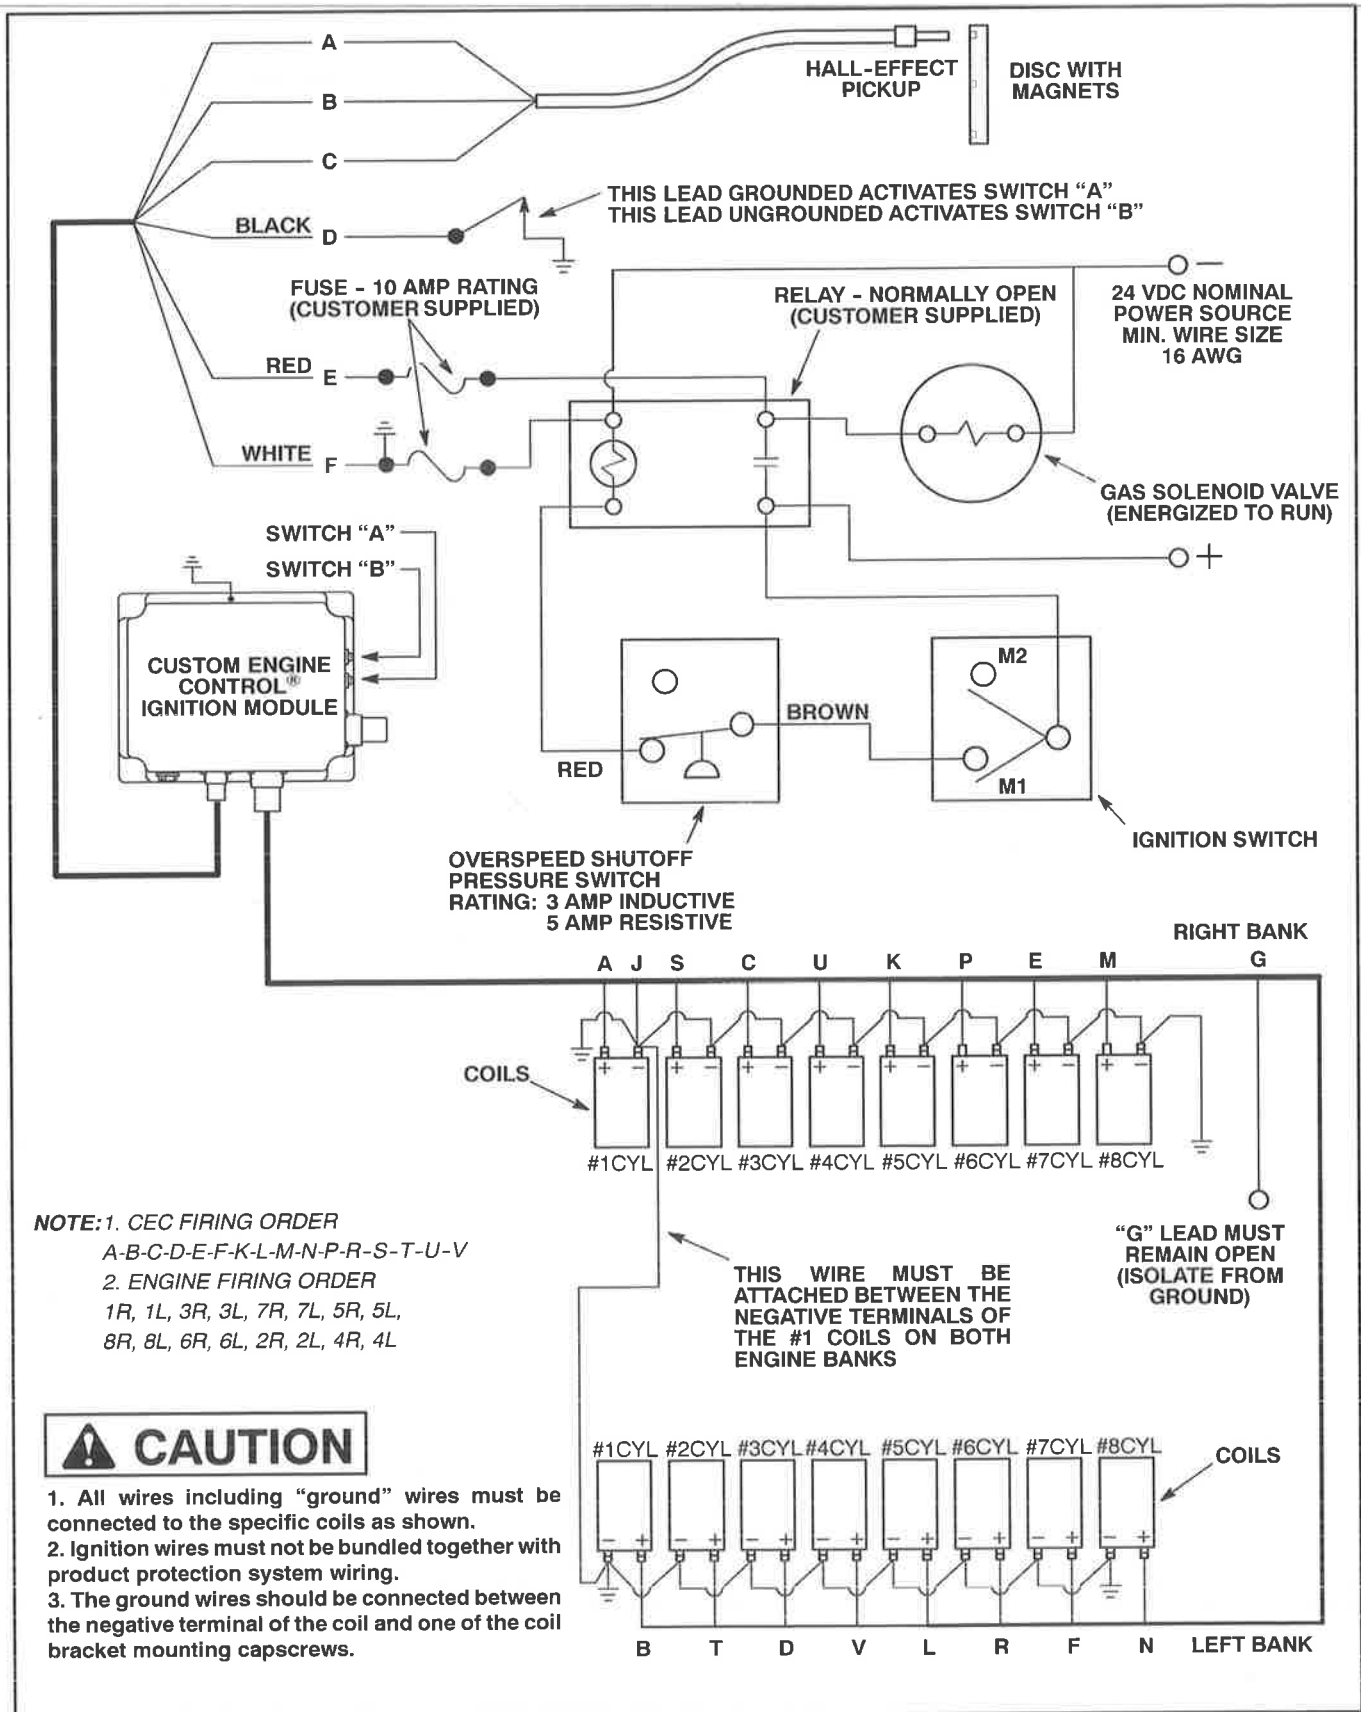 A
B
C
HALL-EFFECT
PICKUP
DISC WITH
MAGNETS
THIS LEAD GROUNDED ACTIVATES SWITCH “A”
THIS LEAD UNGROUNDED ACTIVATES SWITCH “B”
BLACK D
FUSE - 10 AMP RATING
(CUSTOMER SUPPLIED)
RELAY - NORMALLY OPEN
(CUSTOMER SUPPLIED)
−
24 VDC NOMINAL
POWER SOURCE
MIN. WIRE SIZE
16 AWG
RED E
WHITE F
GAS SOLENOID VALVE
(ENERGIZED TO RUN)
+
SWITCH “A”
SWITCH “B”
CUSTOM ENGINE
CONTROL®
IGNITION MODULE
M2
BROWN
RED
M1
IGNITION SWITCH
OVERSPEED SHUTOFF
PRESSURE SWITCH
RATING: 3 AMP INDUCTIVE
5 AMP RESISTIVE
RIGHT BANK
A J S C U K P E M G
COILS
+ − + − + − + − + − + − + − + −
#1CYL #2CYL #3CYL #4CYL #5CYL #6CYL #7CYL #8CYL
“G” LEAD MUST
REMAIN OPEN
(ISOLATE FROM
GROUND)
NOTE: 1. CEC FIRING ORDER
A-B-C-D-E-F-K-L-M-N-P-R-S-T-U-V
2. ENGINE FIRING ORDER
1R, 1L, 3R, 3L, 7R, 7L, 5R, 5L,
8R, 8L, 6R, 6L, 2R, 2L, 4R, 4L
THIS WIRE MUST BE
ATTACHED BETWEEN THE
NEGATIVE TERMINALS OF
THE #1 COILS ON BOTH
ENGINE BANKS
CAUTION
1. All wires including “ground” wires must be
connected to the specific coils as shown.
2. Ignition wires must not be bundled together with
product protection system wiring.
3. The ground wires should be connected between
the negative terminal of the coil and one of the coil
bracket mounting capscrews.
#1CYL #2CYL #3CYL #4CYL #5CYL #6CYL #7CYL #8CYL
COILS
− + − + − + − + − + − + − + − +
B T D V L R F N LEFT BANK